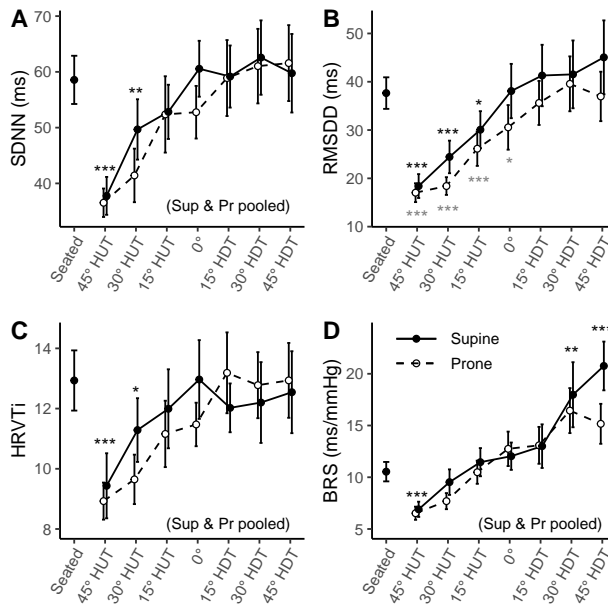 A
SDNN (ms)
60
50
40
***
**
(Sup & Pr pooled)
Seated
45° HUT
30° HUT
15° HUT
0°
15° HDT
30° HDT
45° HDT
B
RMSDD (ms)
50
40
30
20
10
***
***
*
***
***
***
*
Seated
45° HUT
30° HUT
15° HUT
0°
15° HDT
30° HDT
45° HDT
C
HRVTi
14
12
10
8
***
*
(Sup & Pr pooled)
Seated
45° HUT
30° HUT
15° HUT
0°
15° HDT
30° HDT
45° HDT
D
Supine
Prone
BRS (ms/mmHg)
20
15
10
5
***
**
***
(Sup & Pr pooled)
Seated
45° HUT
30° HUT
15° HUT
0°
15° HDT
30° HDT
45° HDT